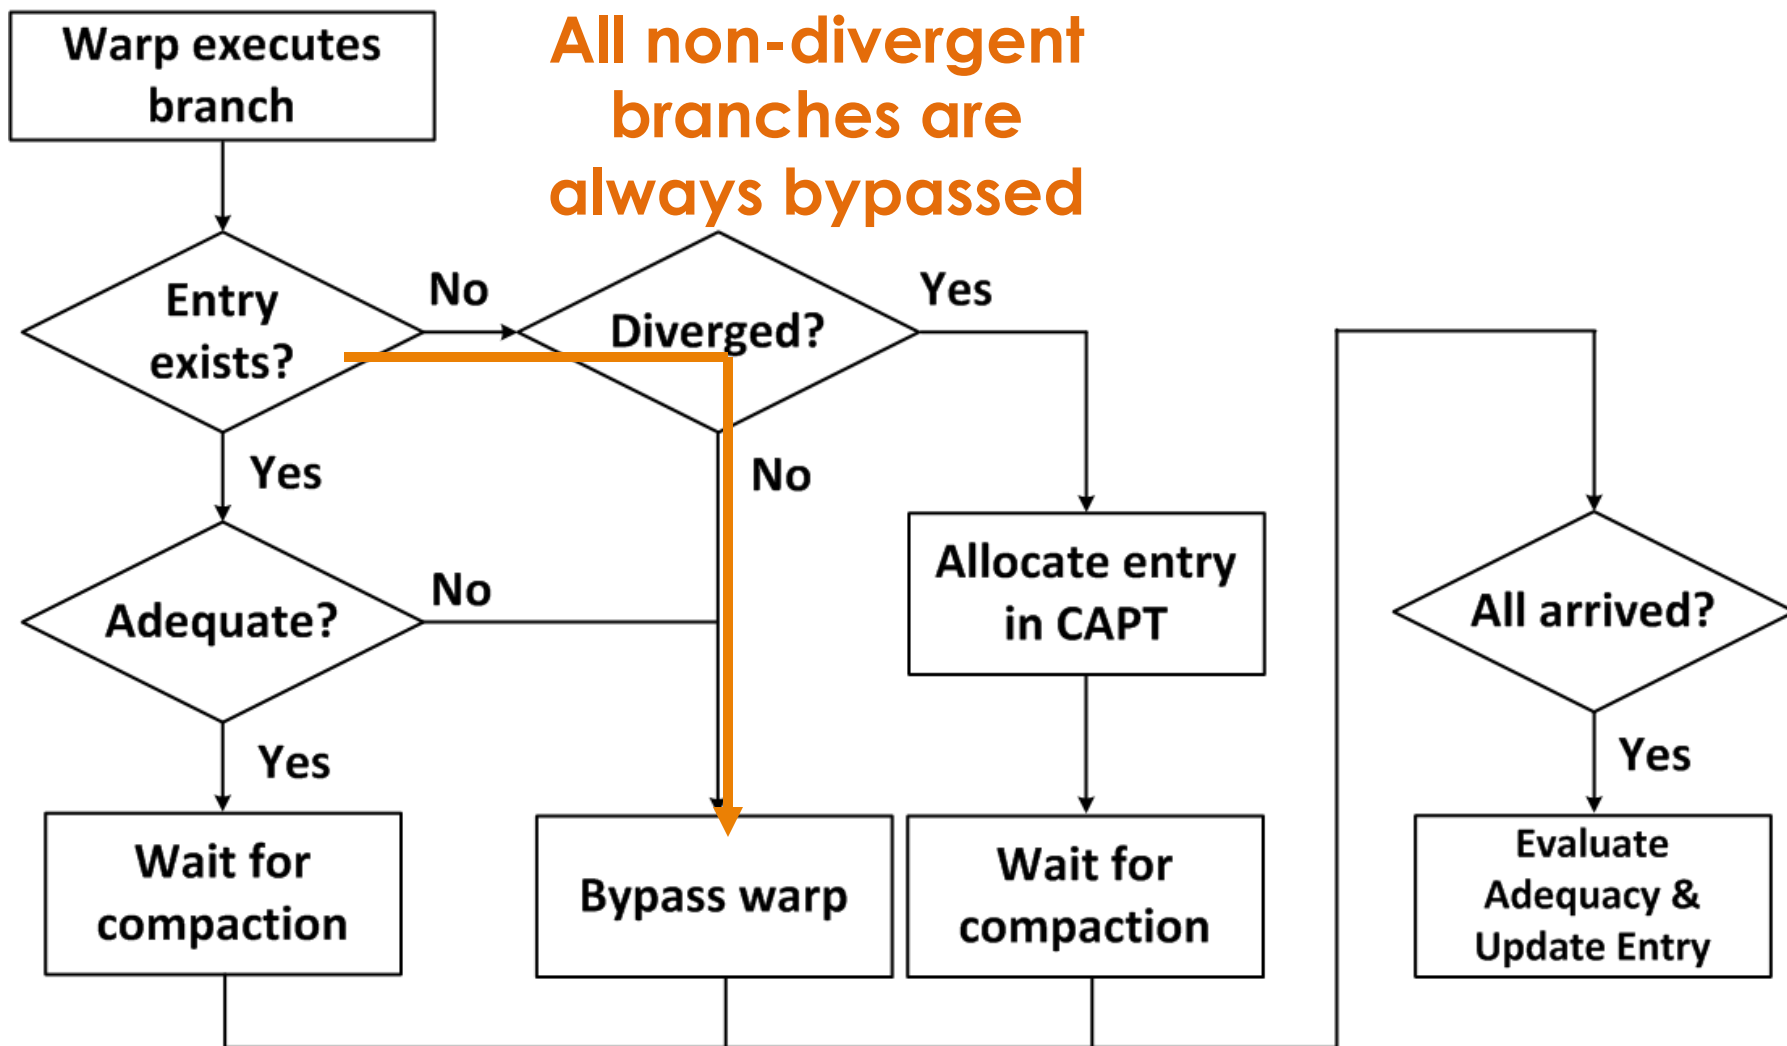 Warp executes
branch
All non-divergent
branches are
always bypassed
Entry
exists?
No
Diverged?
Yes
Yes
No
Adequate?
No
Allocate entry
in CAPT
All arrived?
Yes
Yes
Wait for
compaction
Bypass warp
Wait for
compaction
Evaluate
Adequacy &
Update Entry